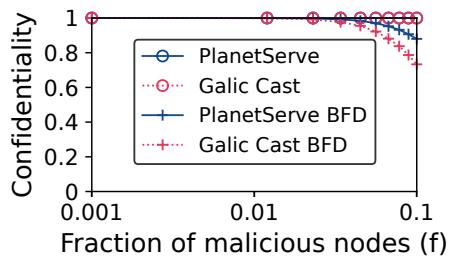 Confidentiality
1
0.8
0.6
0.4
0.2
0
PlanetServe
Galic Cast
PlanetServe BFD
Galic Cast BFD
0.001 0.01 0.1
Fraction of malicious nodes (f)